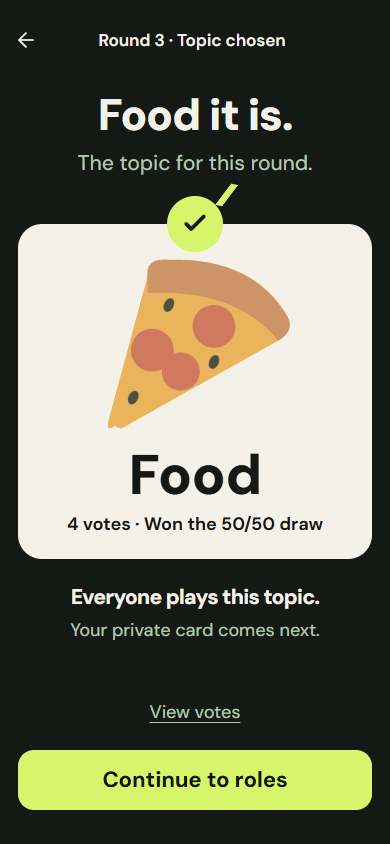 Round 3 · Topic chosen
Food it is.
The topic for this round.
Food
4 votes · Won the 50/50 draw
Everyone plays this topic.
Your private card comes next.
View votes
Continue to roles